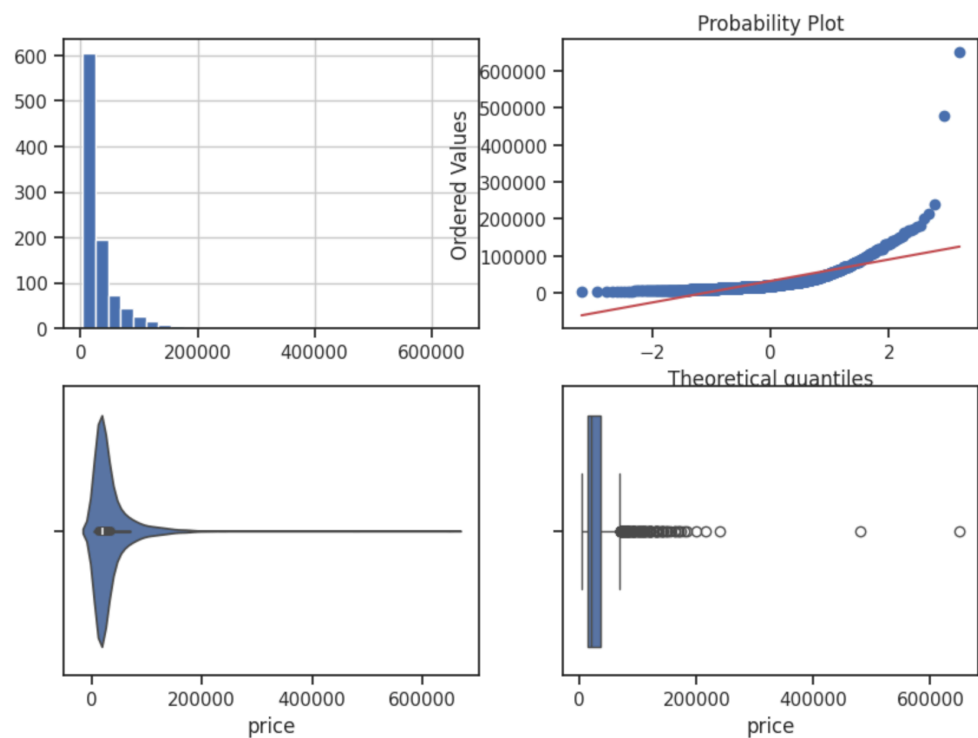 Probability Plot
600
500
400
300
200
100
0
0 200000 400000 600000
Ordered Values
600000
500000
400000
300000
200000
100000
0
−2 0 2
Theoretical quantiles
0 200000 400000 600000
price
0 200000 400000 600000
price